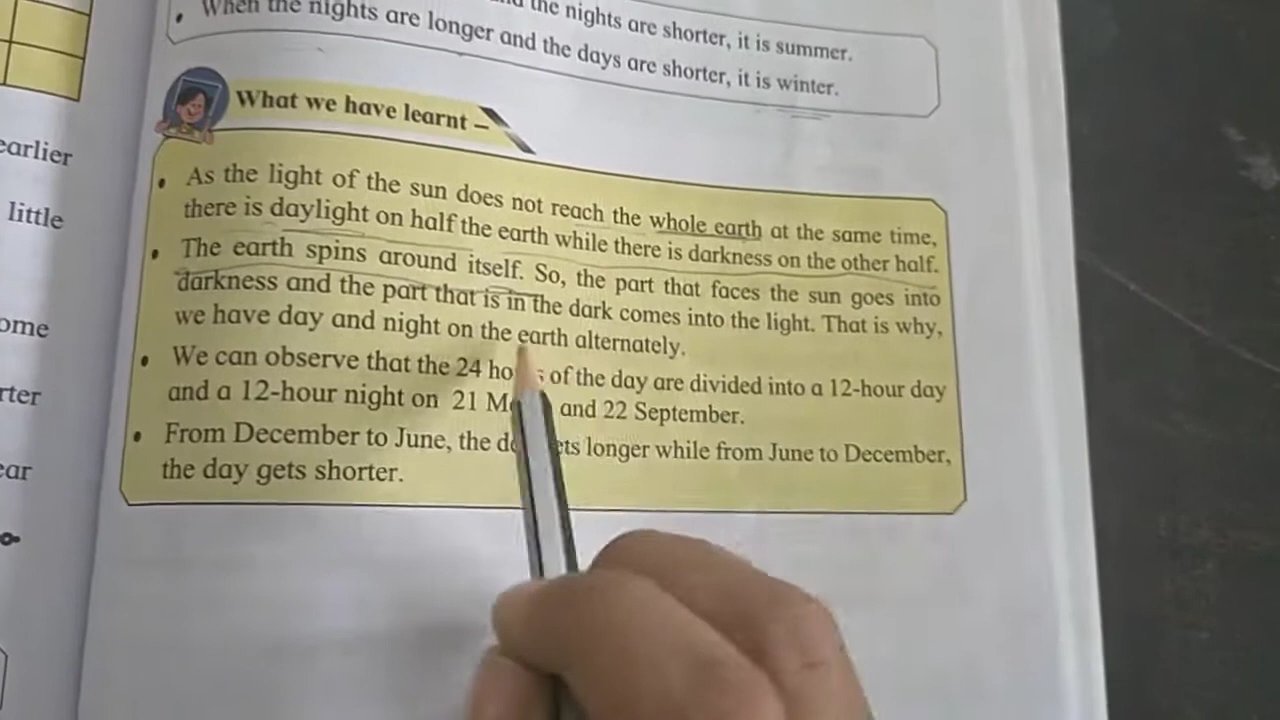 the nights are shorter, it is summer.
• When the nights are longer and the days are shorter, it is winter.
What we have learnt –
• As the light of the sun does not reach the whole earth at the same time,
there is daylight on half the earth while there is darkness on the other half.
• The earth spins around itself. So, the part that faces the sun goes into
darkness and the part that is in the dark comes into the light. That is why,
we have day and night on the earth alternately.
• We can observe that the 24 of the day are divided into a 12-hour day
and a 12-hour night on 21 and 22 September.
• From December to June, the longer while from June to December,
the day gets shorter.
earlier
little